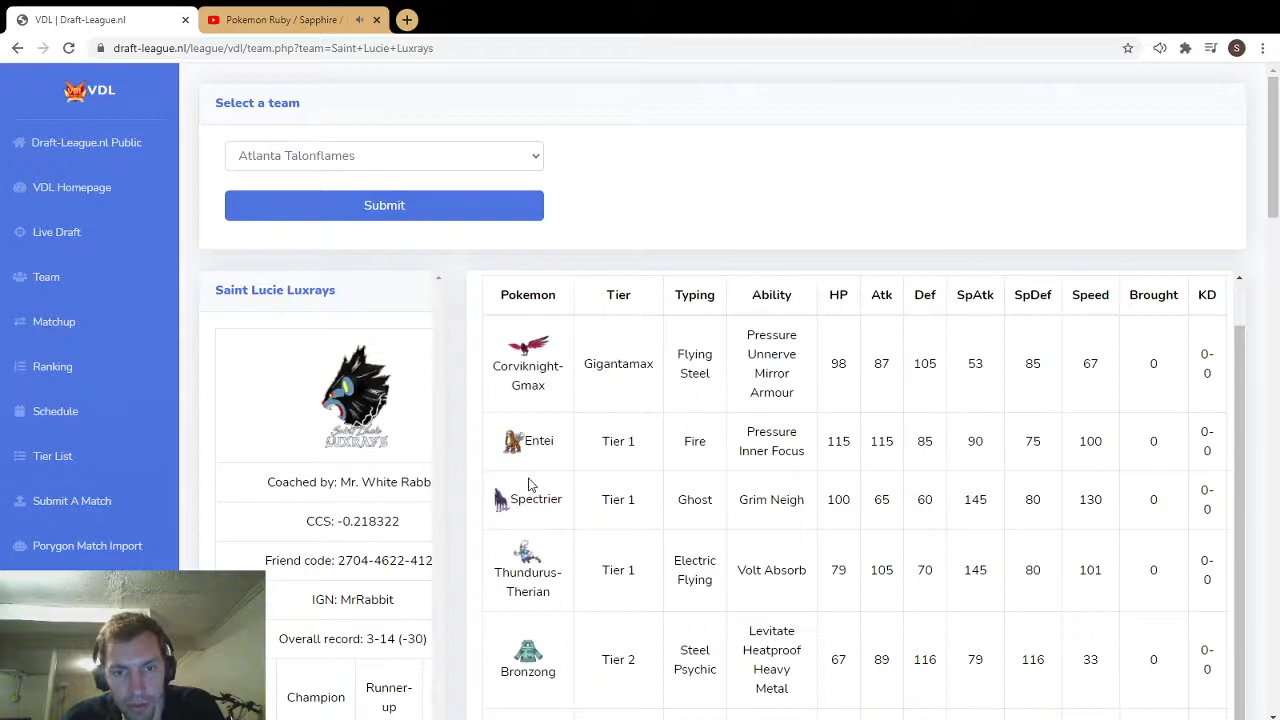 VDL | Draft-League.nl
Pokemon Ruby / Sapphire /
draft-league.nl/league/vdl/team.php?team=Saint+Lucie+Luxrays
S
VDL
Draft-League.nl Public
VDL Homepage
Live Draft
Team
Matchup
Ranking
Schedule
Tier List
Submit A Match
Porygon Match Import
Select a team
Atlanta Talonflames
Submit
Saint Lucie Luxrays
LUXRAYS
Coached by: Mr. White Rabb
CCS: -0.218322
Friend code: 2704-4622-412
IGN: MrRabbit
Overall record: 3-14 (-30)
Champion
Runner-
up
Pokemon Tier Typing Ability HP Atk Def SpAtk SpDef Speed Brought KD
Corviknight-
Gmax
Gigantamax
Flying
Steel
Pressure
Unnerve
Mirror
Armour
98 87 105 53 85 67 0
0-
0
Entei Tier 1 Fire
Pressure
Inner Focus
115 115 85 90 75 100 0
0-
0
Spectrier Tier 1 Ghost Grim Neigh 100 65 60 145 80 130 0
0-
0
Thundurus-
Therian
Tier 1
Electric
Flying
Volt Absorb 79 105 70 145 80 101 0
0-
0
Bronzong Tier 2
Steel
Psychic
Levitate
Heatproof
Heavy
Metal
67 89 116 79 116 33 0
0-
0